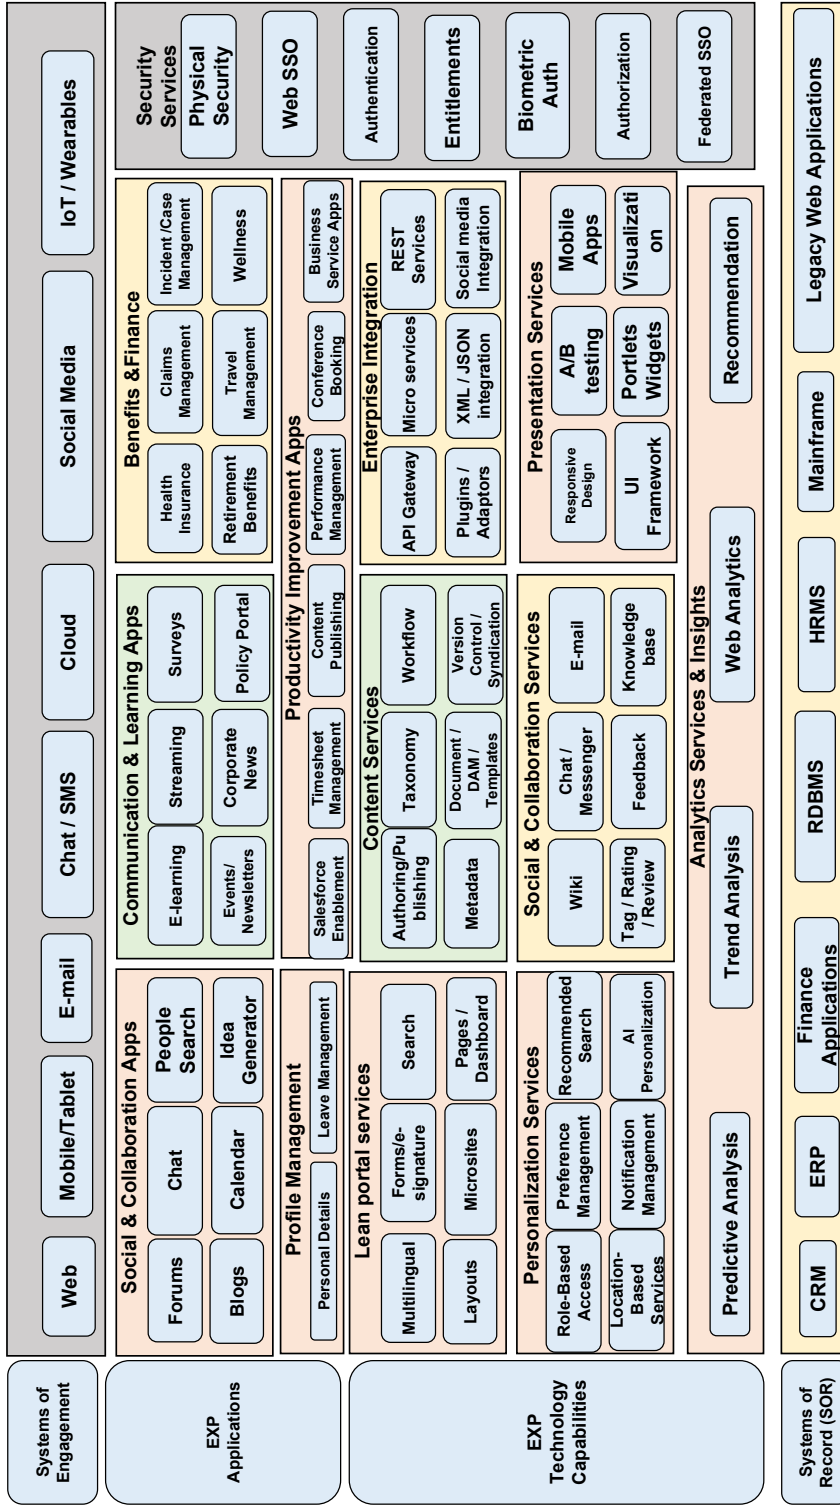 Systems of
Engagement
Web
Mobile/Tablet
E-mail
Chat / SMS
Cloud
Social Media
IoT / Wearables
EXP
Applications
Social & Collaboration Apps
Forums
Chat
People
Search
Blogs
Calendar
Idea
Generator
Communication & Learning Apps
E-learning
Streaming
Surveys
Events/
Newsletters
Corporate
News
Policy Portal
Benefits &Finance
Health
Insurance
Claims
Management
Incident /Case
Management
Retirement
Benefits
Travel
Management
Wellness
Profile Management
Personal Details
Leave Management
Productivity Improvement Apps
Salesforce
Enablement
Timesheet
Management
Content
Publishing
Performance
Management
Conference
Booking
Business
Service Apps
Security
Services
Physical
Security
Web SSO
Authentication
Entitlements
Biometric
Auth
Authorization
Federated SSO
EXP
Technology
Capabilities
Lean portal services
Multilingual
Forms/e-
signature
Search
Layouts
Microsites
Pages /
Dashboard
Content Services
Authoring/Pu
blishing
Taxonomy
Workflow
Metadata
Document /
DAM /
Templates
Version
Control /
Syndication
Enterprise Integration
API Gateway
Micro services
REST
Services
Plugins /
Adaptors
XML / JSON
integration
Social media
Integration
Personalization Services
Role-Based
Access
Preference
Management
Recommended
Search
Location-
Based
Services
Notification
Management
AI
Personalization
Social & Collaboration Services
Wiki
Chat /
Messenger
E-mail
Tag / Rating
/ Review
Feedback
Knowledge
base
Presentation Services
Responsive
Design
A/B
testing
Mobile
Apps
UI
Framework
Portlets
Widgets
Visualizati
on
Analytics Services & Insights
Predictive Analysis
Trend Analysis
Web Analytics
Recommendation
Systems of
Record (SOR)
CRM
ERP
Finance
Applications
RDBMS
HRMS
Mainframe
Legacy Web Applications